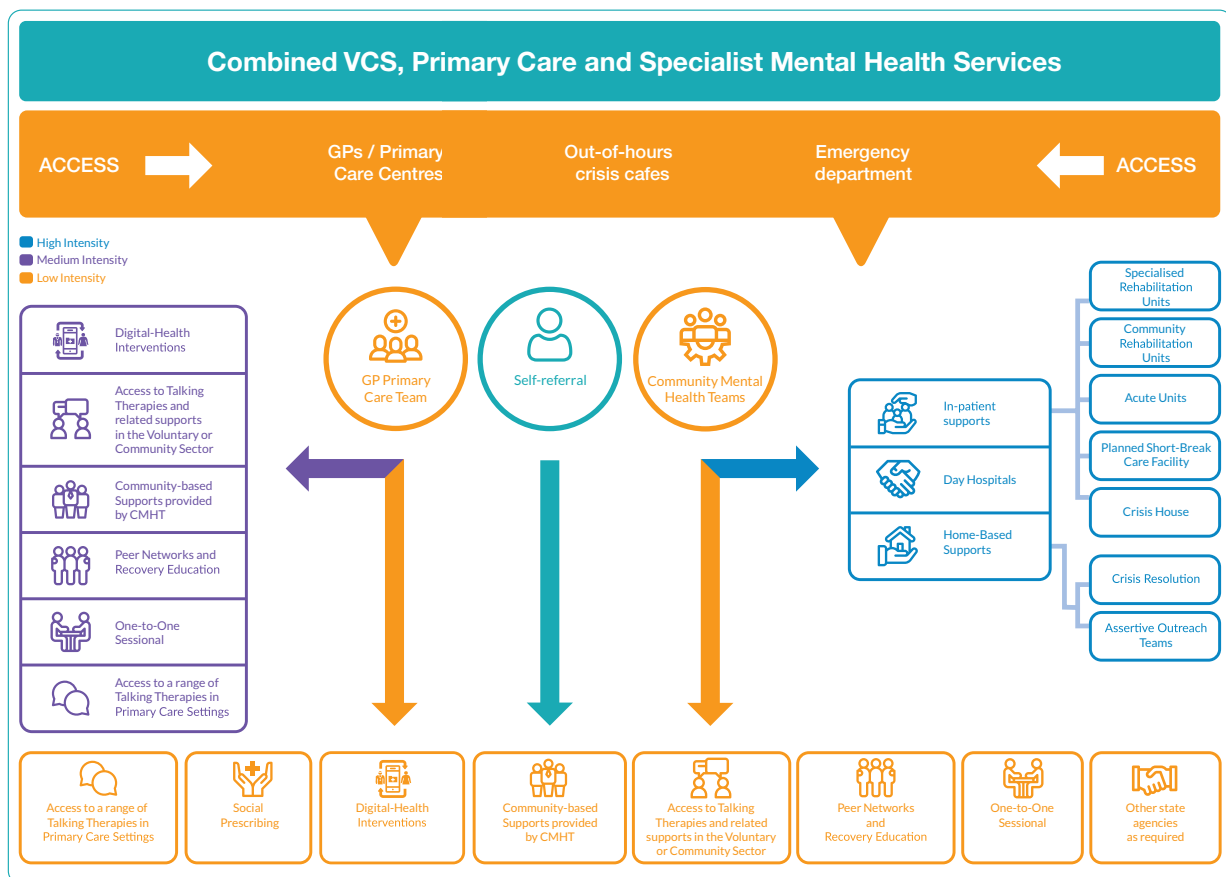 Combined VCS, Primary Care and Specialist Mental Health Services
ACCESS
GPs / Primary
Care Centres
Out-of-hours
crisis cafes
Emergency
department
ACCESS
High Intensity
Medium Intensity
Low Intensity
Digital-Health
Interventions
Access to Talking
Therapies and
related supports
in the Voluntary or
Community Sector
Community-based
Supports provided
by CMHT
Peer Networks and
Recovery Education
One-to-One
Sessional
Access to a range of
Talking Therapies in
Primary Care Settings
GP Primary
Care Team
Self-referral
Community Mental
Health Teams
In-patient
supports
Day Hospitals
Home-Based
Supports
Specialised
Rehabilitation
Units
Community
Rehabilitation
Units
Acute Units
Planned Short-Break
Care Facility
Crisis House
Crisis Resolution
Assertive Outreach
Teams
Access to a range of
Talking Therapies in
Primary Care Settings
Social
Prescribing
Digital-Health
Interventions
Community-based
Supports provided
by CMHT
Access to Talking
Therapies and related
supports in the Voluntary
or Community Sector
Peer Networks
and
Recovery Education
One-to-One
Sessional
Other state
agencies
as required